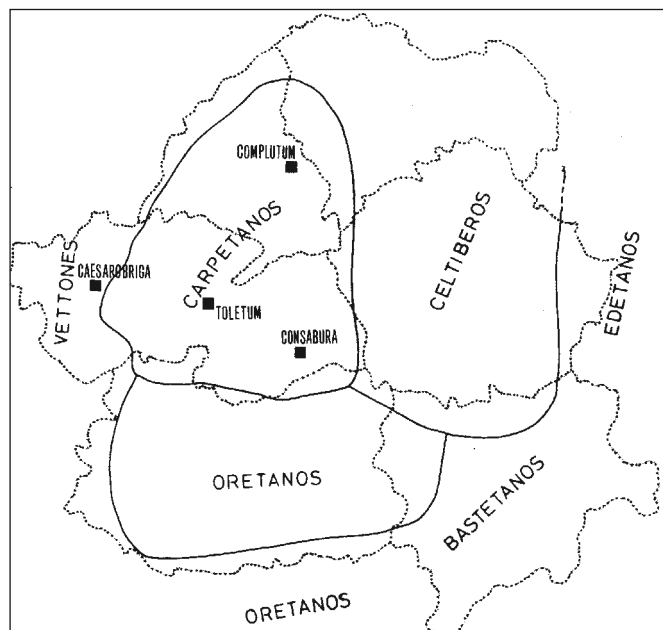 COMPLUTUM
CARPETANOS
CELTIBEROS
VETTONES
CAESAROBRIGA
EDETANOS
TOLETUM
CONSABURA
ORETANOS
BASTETANOS
ORETANOS